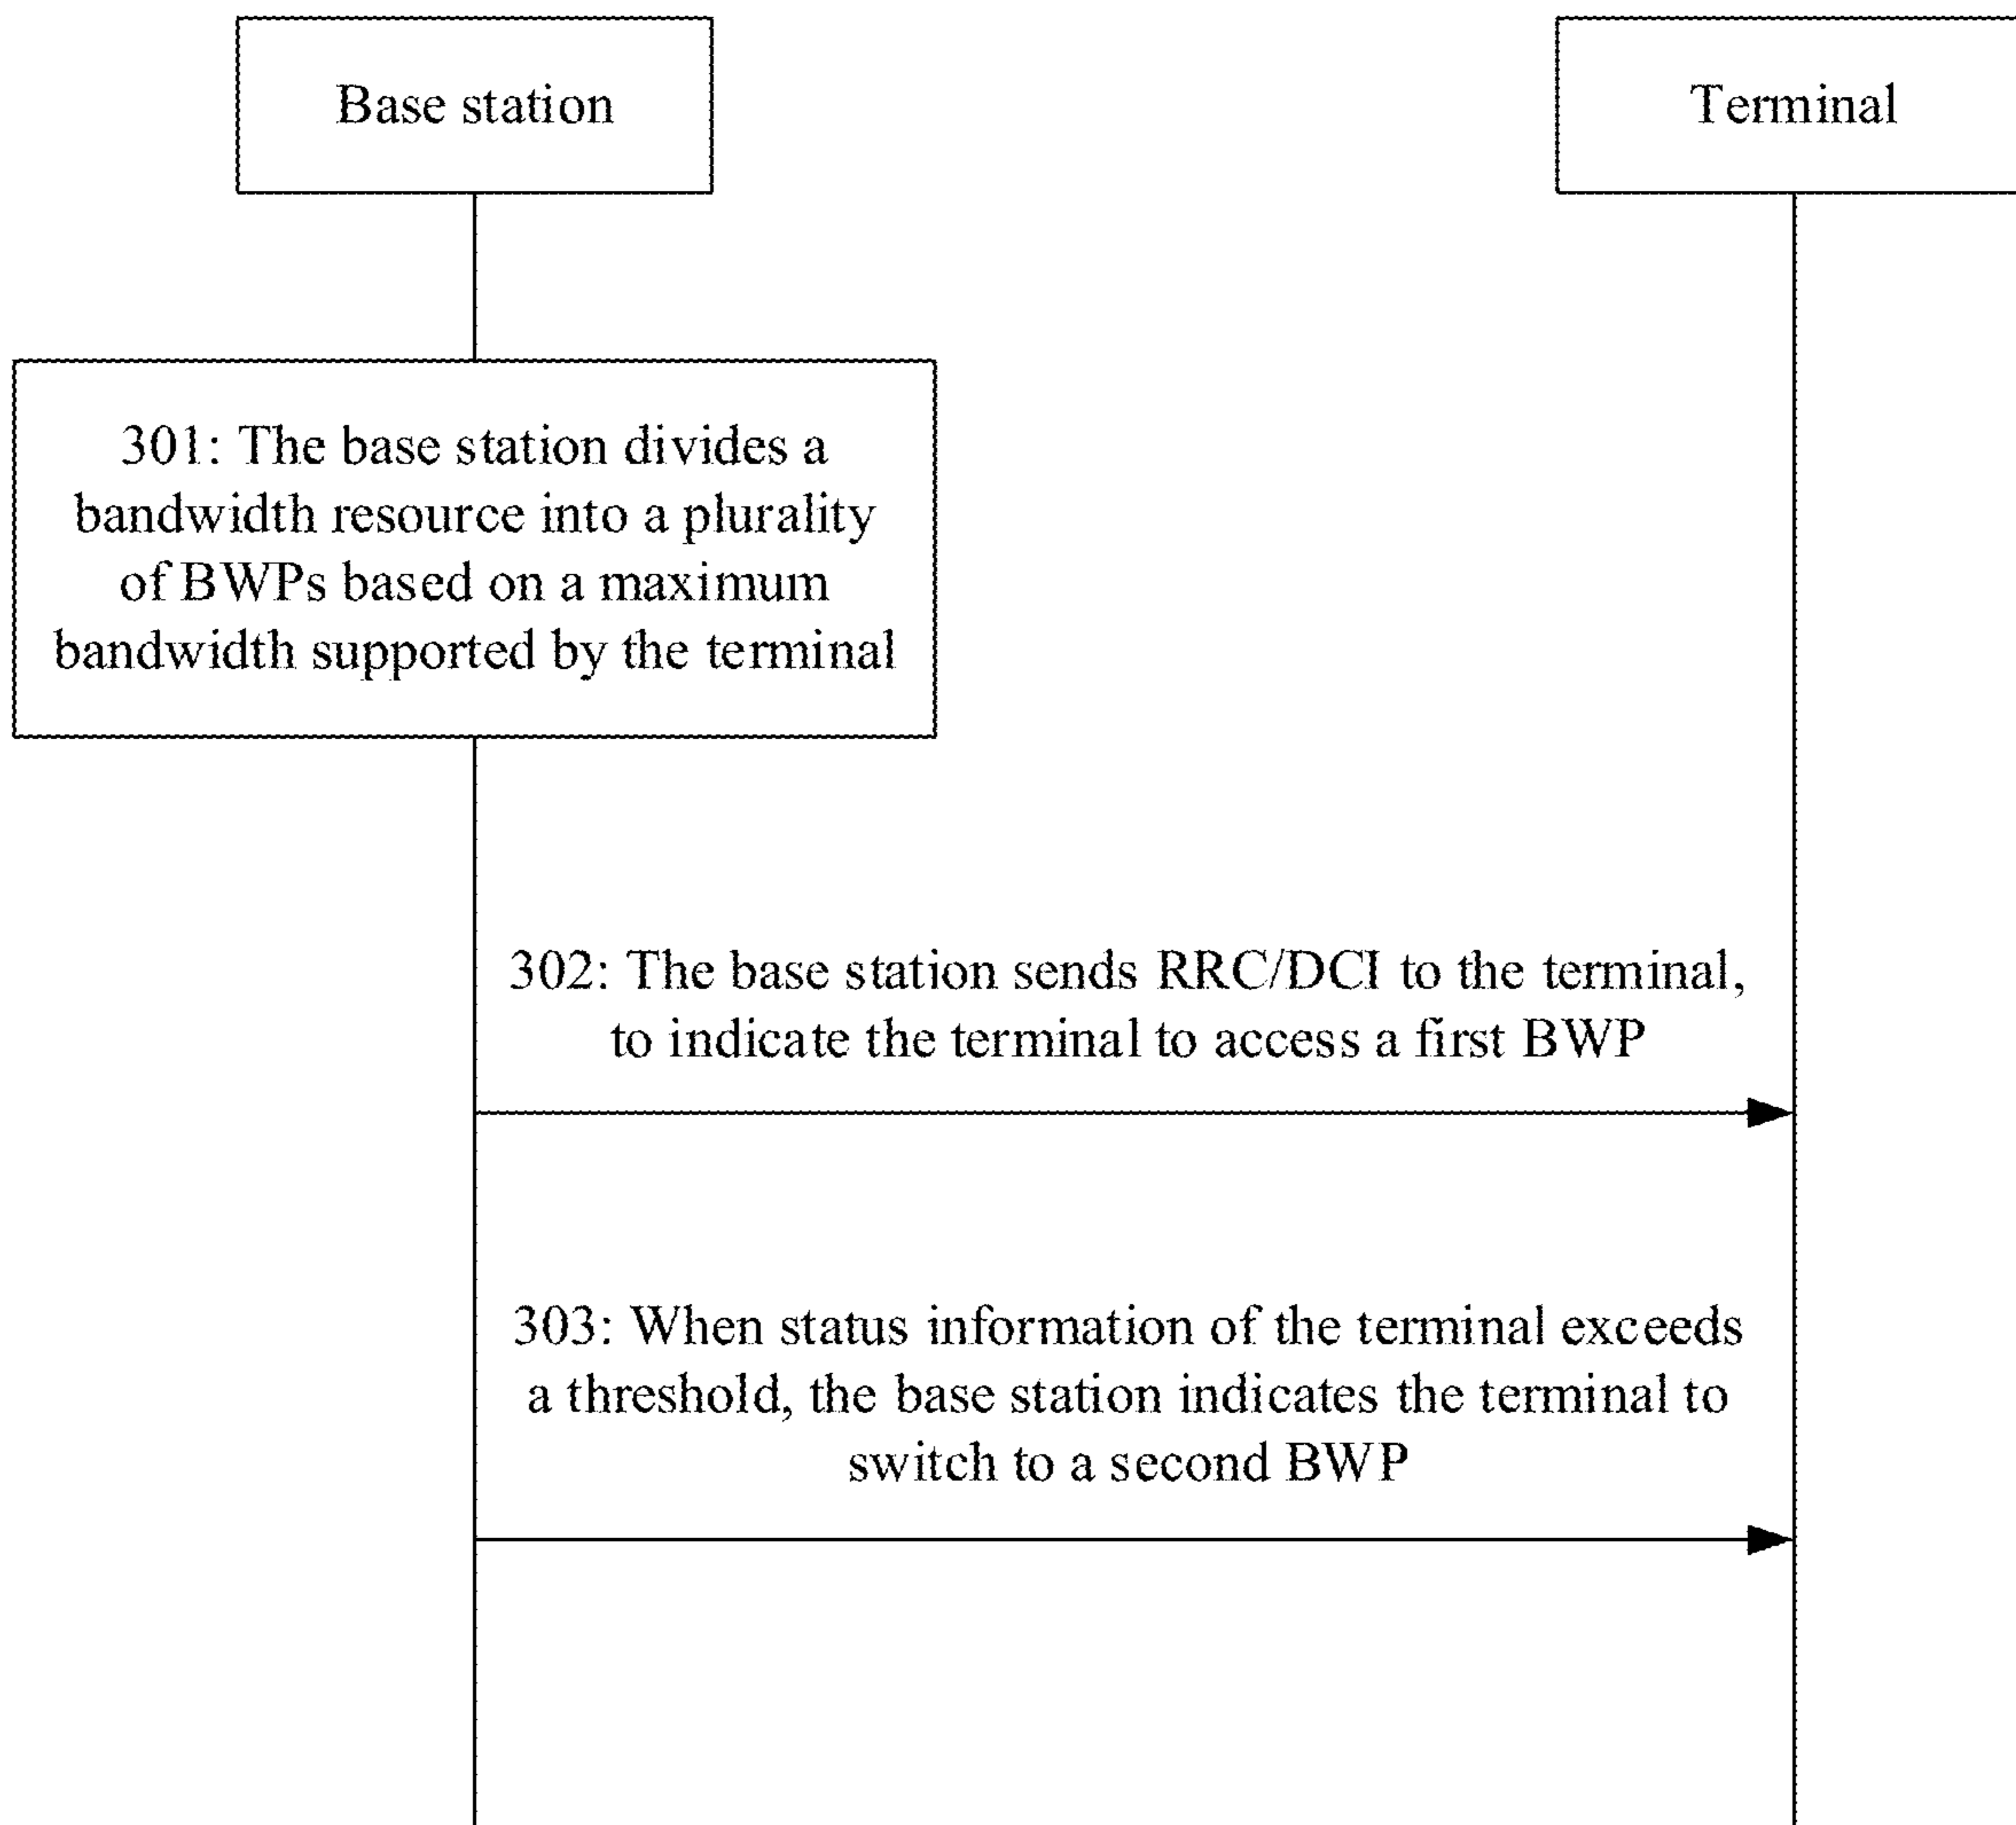 Base station
Terminal
301: The base station divides a
bandwidth resource into a plurality
of BWPs based on a maximum
bandwidth supported by the terminal
302: The base station sends RRC/DCI to the terminal,
to indicate the terminal to access a first BWP
303: When status information of the terminal exceeds
a threshold, the base station indicates the terminal to
switch to a second BWP